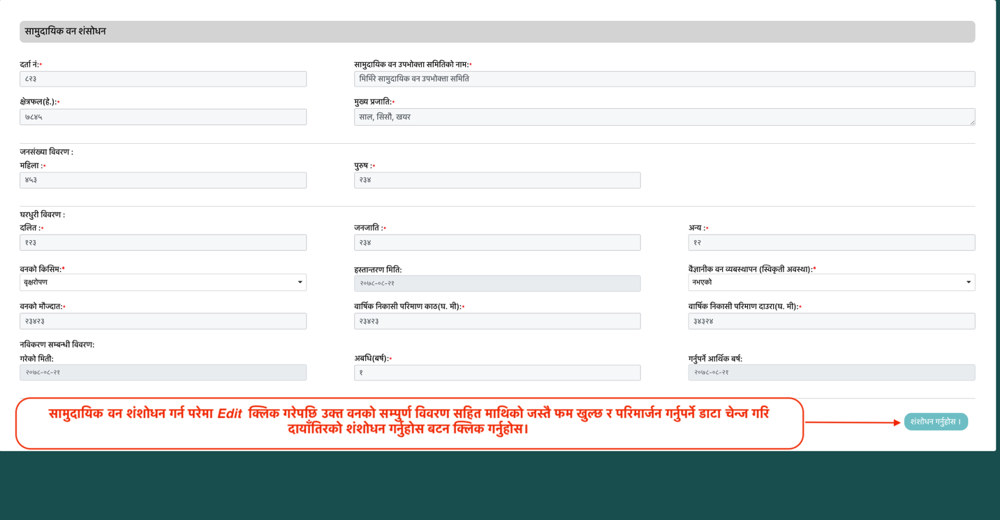 सामुदायिक वन शंसोधन
दर्ता नं:*
सामुदायिक वन उपभोक्ता समितिको नाम:*
८२३
मिर्मिरे सामुदायिक वन उपभोक्ता समिति
क्षेत्रफल(हे.):*
मुख्य प्रजाति:*
७८४५
साल, सिसौ, खयर
जनसंख्या विवरण :
महिला :*
पुरुष :*
४५३
२३४
घरधुरी विवरण :
दलित :*
जनजाति :*
अन्य :*
१२३
२३४
१२
वनको किसिम:*
हस्तान्तरण मिति:
वैज्ञानीक वन व्यबस्थापन (स्विकृती अवस्था):*
वृक्षरोपण
२०७८-०८-२१
नभएको
वनको मौज्दात:*
वार्षिक निकासी परिमाण काठ(घ. मी):*
वार्षिक निकासी परिमाण दाउरा(घ. मी):*
२३४२३
२३४२३
३४३२४
नविकरण सम्बन्धी विवरण:
गरेको मिती:
अबधि(बर्ष):*
गर्नुपर्ने आर्थिक बर्ष:
२०७८-०८-२१
१
२०७८-०८-२१
सामुदायिक वन शंशोधन गर्न परेमा Edit क्लिक गरेपछि उक्त वनको सम्पुर्ण विवरण सहित माथिको जस्तै फम खुल्छ र परिमार्जन गर्नुपर्ने डाटा चेन्ज गरि
दायाँतिरको शंशोधन गर्नुहोस बटन क्लिक गर्नुहोस।
शंशोधन गर्नुहोस ।